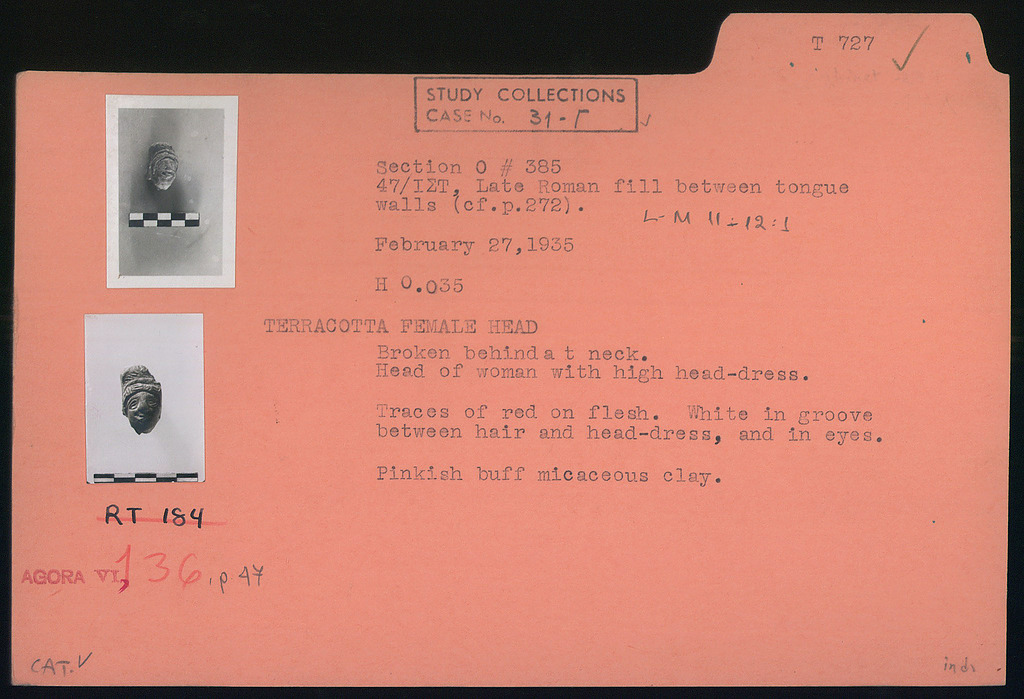 T 727 ✓
STUDY COLLECTIONS
CASE No. 31-Γ
Section O # 385
47/ΙΣΤ, Late Roman fill between tongue
walls (cf.p.272).
L-M 11-12:1
February 27,1935
H 0.035
TERRACOTTA FEMALE HEAD
Broken behinda t neck.
Head of woman with high head-dress.
Traces of red on flesh. White in groove
between hair and head-dress, and in eyes.
Pinkish buff micaceous clay.
RT 184
AGORA VI, 136, p 47
CAT. ✓